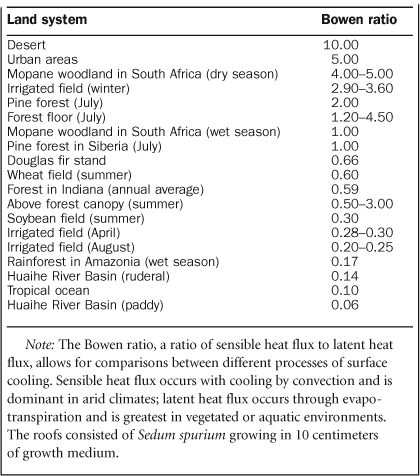 Land system Bowen ratio
Desert 10.00
Urban areas 5.00
Mopane woodland in South Africa (dry season) 4.00–5.00
Irrigated field (winter) 2.90–3.60
Pine forest (July) 2.00
Forest floor (July) 1.20–4.50
Mopane woodland in South Africa (wet season) 1.00
Pine forest in Siberia (July) 1.00
Douglas fir stand 0.66
Wheat field (summer) 0.60
Forest in Indiana (annual average) 0.59
Above forest canopy (summer) 0.50–3.00
Soybean field (summer) 0.30
Irrigated field (April) 0.28–0.30
Irrigated field (August) 0.20–0.25
Rainforest in Amazonia (wet season) 0.17
Huaihe River Basin (ruderal) 0.14
Tropical ocean 0.10
Huaihe River Basin (paddy) 0.06
Note: The Bowen ratio, a ratio of sensible heat flux to latent heat
flux, allows for comparisons between different processes of surface
cooling. Sensible heat flux occurs with cooling by convection and is
dominant in arid climates; latent heat flux occurs through evapo-
transpiration and is greatest in vegetated or aquatic environments.
The roofs consisted of Sedum spurium growing in 10 centimeters
of growth medium.